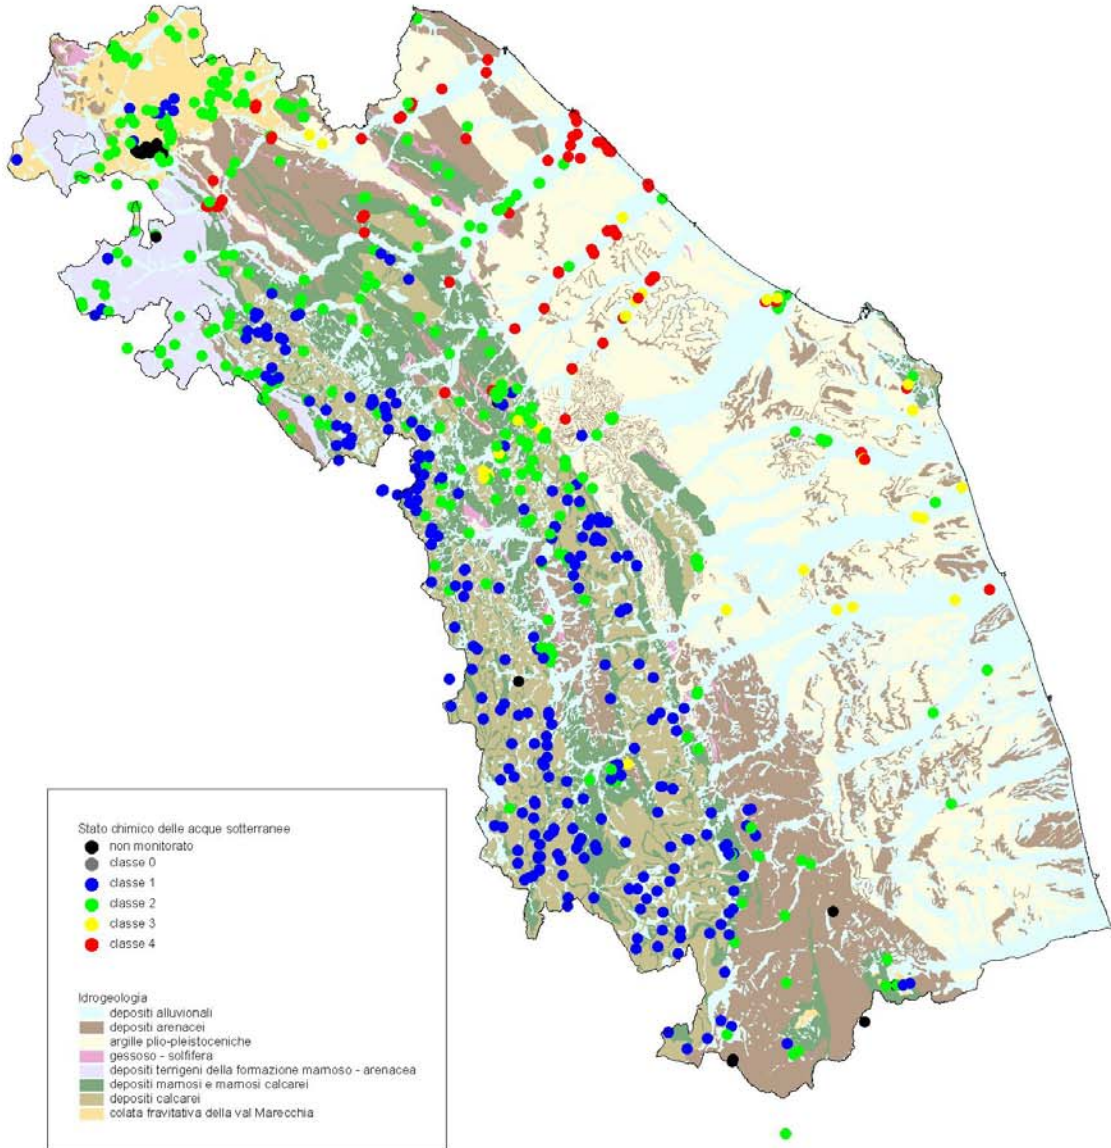 Stato chimico delle acque sotterranee
non monitorato
classe 0
classe 1
classe 2
classe 3
classe 4
Idrogeologia
depositi alluvionali
depositi arenacei
argille plio-pleistoceniche
gessoso - solfifera
depositi terrigeni della formazione marnoso - arenacea
depositi marnosi e marnosi calcarei
depositi calcarei
colata fravitativa della val Marecchia